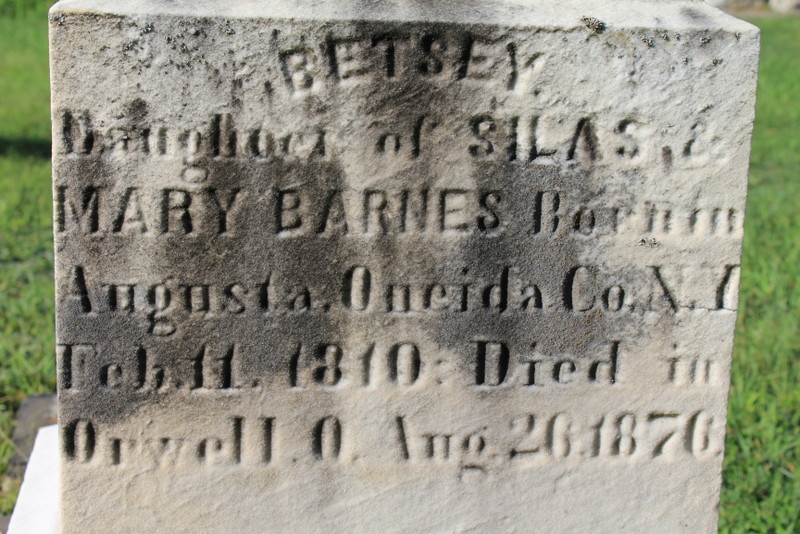 BETSEY.
Daughter of SILAS, &
MARY BARNES Born in
Augusta, Oneida Co. N.Y
Feb. 11. 1810: Died in
Orwell. O. Aug. 26. 1876.